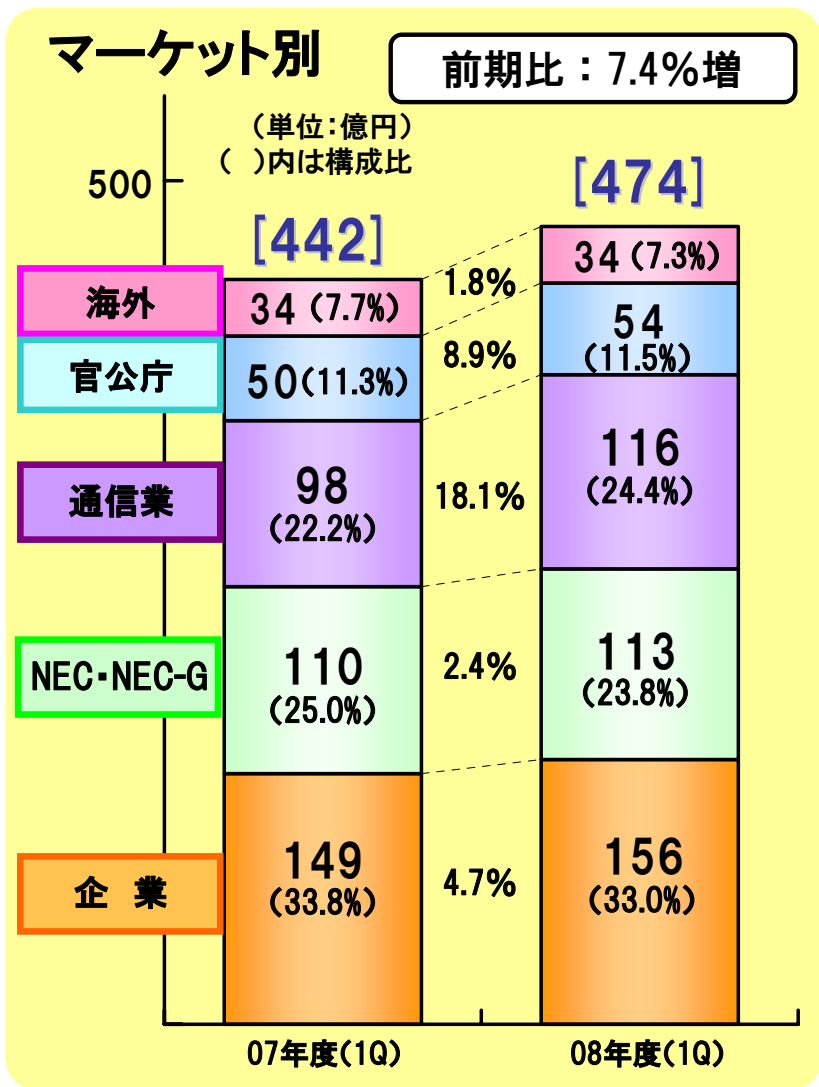 マーケット別
前期比：7.4％増
（単位：億円）
（　）内は構成比
500
[442]
[474]
海外
34（7.7%）
1.8%
34（7.3%）
官公庁
50（11.3%）
8.9%
54
（11.5%）
通信業
98
（22.2%）
18.1%
116
（24.4%）
NEC・NEC-G
110
（25.0%）
2.4%
113
（23.8%）
企　業
149
（33.8%）
4.7%
156
（33.0%）
07年度（1Q）
08年度（1Q）